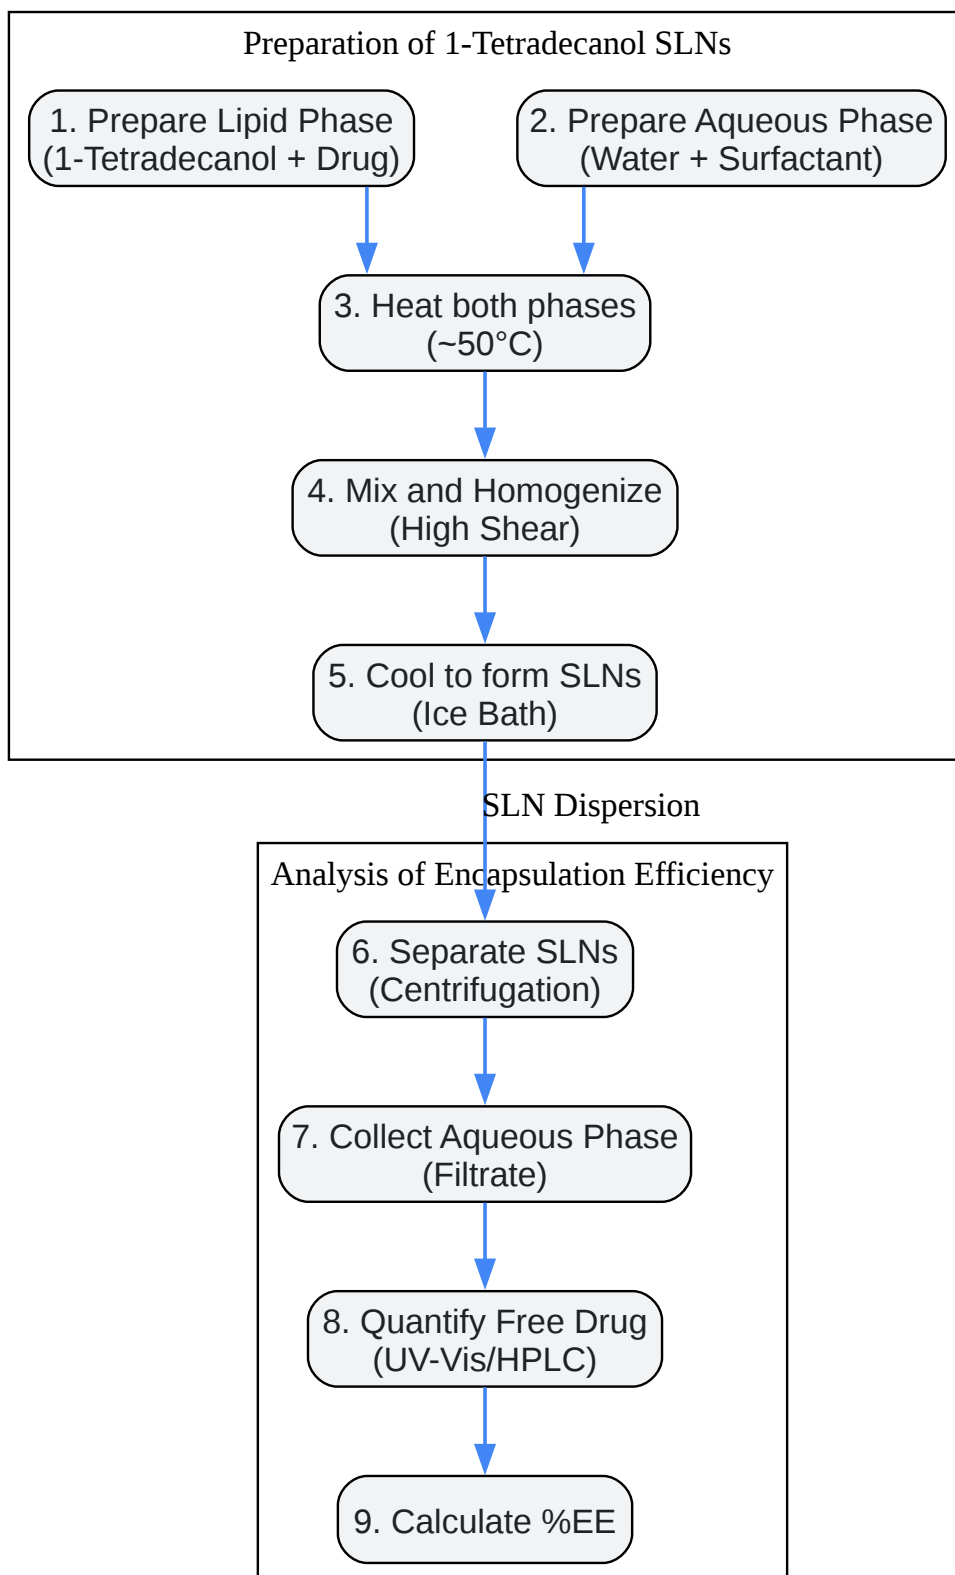 Preparation of 1-Tetradecanol SLNs
1. Prepare Lipid Phase
(1-Tetradecanol + Drug)
2. Prepare Aqueous Phase
(Water + Surfactant)
3. Heat both phases
(~50°C)
4. Mix and Homogenize
(High Shear)
5. Cool to form SLNs
(Ice Bath)
SLN Dispersion
Analysis of Encapsulation Efficiency
6. Separate SLNs
(Centrifugation)
7. Collect Aqueous Phase
(Filtrate)
8. Quantify Free Drug
(UV-Vis/HPLC)
9. Calculate %EE